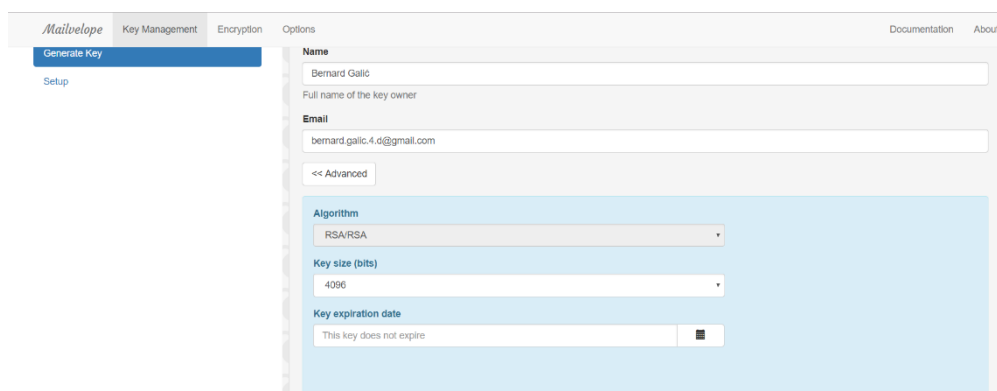 Mailvelope Key Management Encryption Options Documentation About
Generate Key
Setup
Name
Bernard Galić
Full name of the key owner
Email
bernard.galic.4.d@gmail.com
<< Advanced
Algorithm
RSA/RSA
Key size (bits)
4096
Key expiration date
This key does not expire